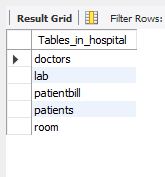 Result Grid Filter Rows:
Tables_in_hospital
doctors
lab
patientbill
patients
room